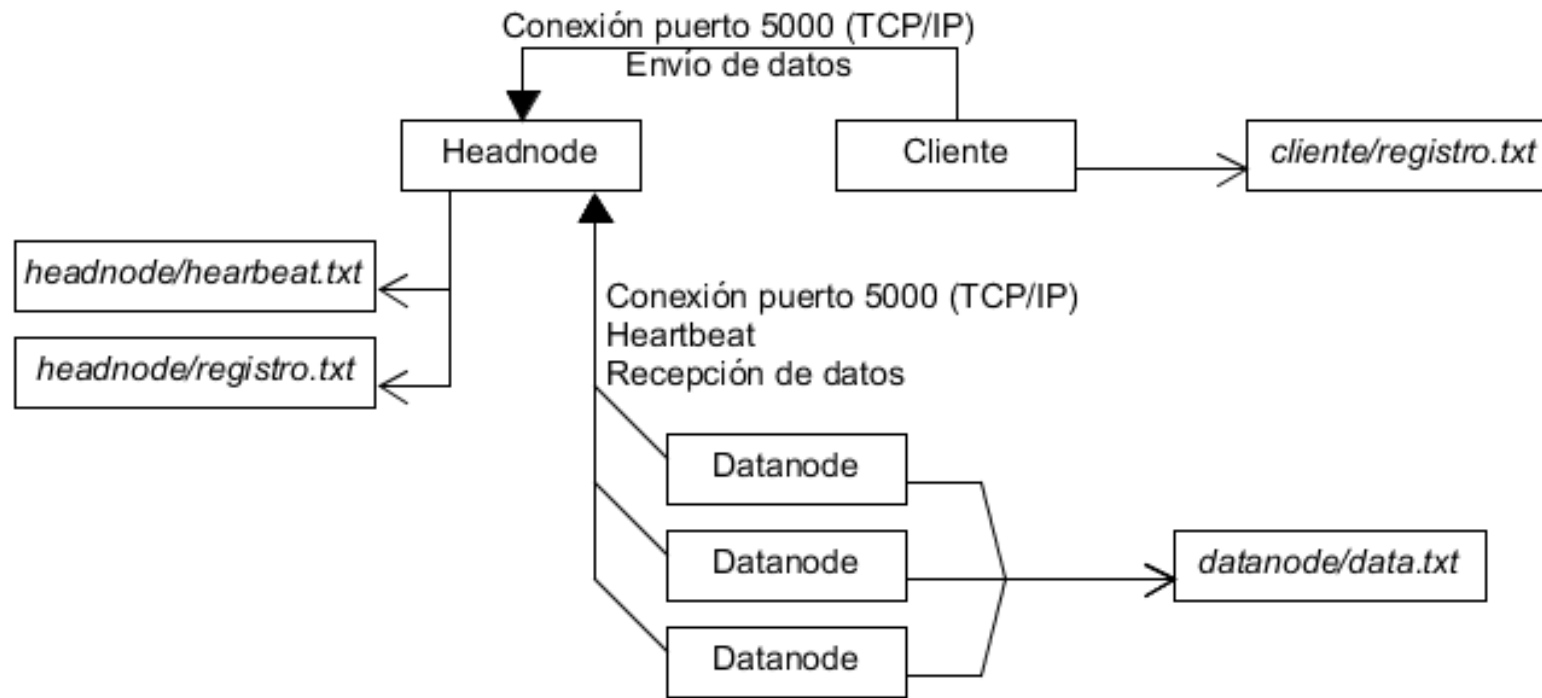 Conexión puerto 5000 (TCP/IP)
Envío de datos
Headnode
Cliente
cliente/registro.txt
headnode/hearbeat.txt
headnode/registro.txt
Conexión puerto 5000 (TCP/IP)
Heartbeat
Recepción de datos
Datanode
Datanode
datanode/data.txt
Datanode